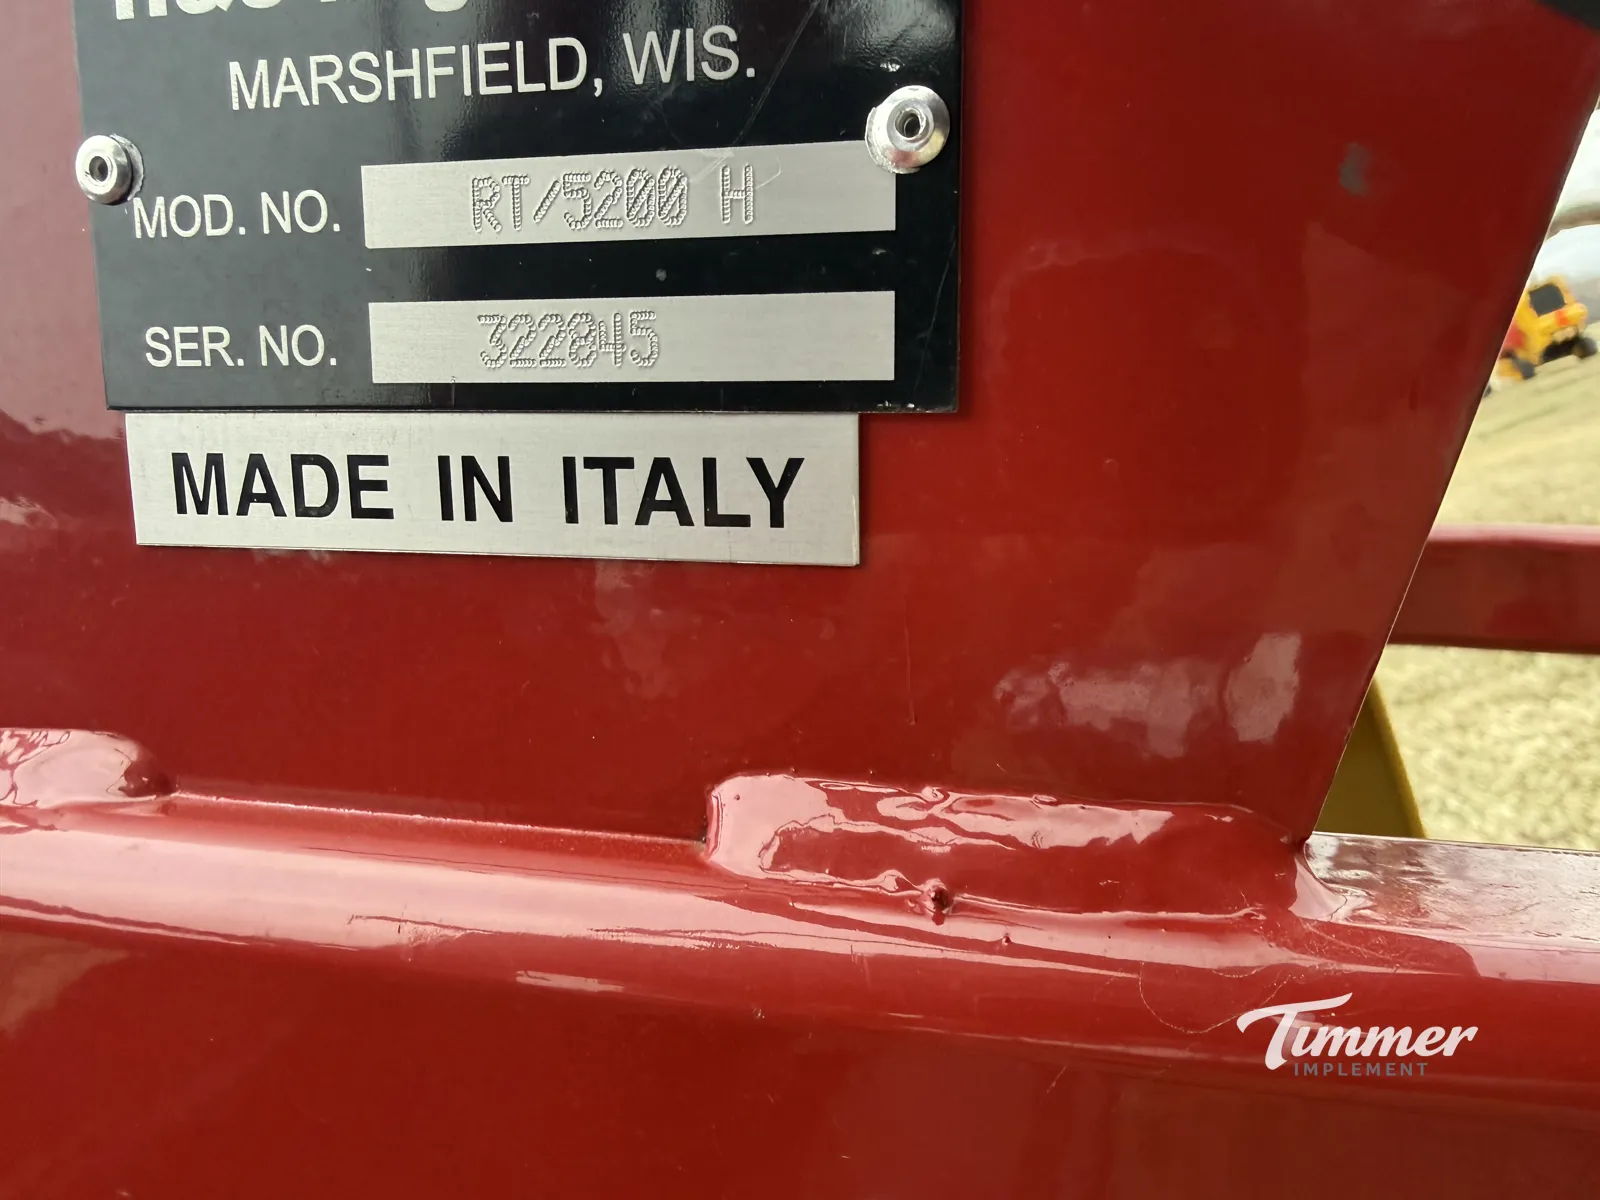 MARSHFIELD, WIS.
MOD. NO. RT/5200 H
SER. NO. 322845
MADE IN ITALY
Timmer
IMPLEMENT